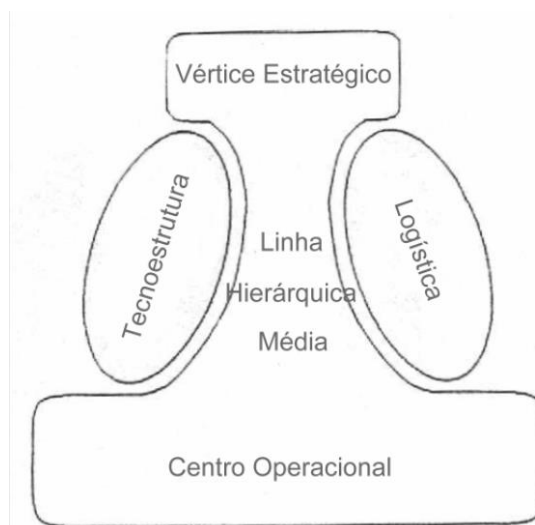 Vértice Estratégico
Tecnoestrutura
Linha
Hierárquica
Média
Logística
Centro Operacional